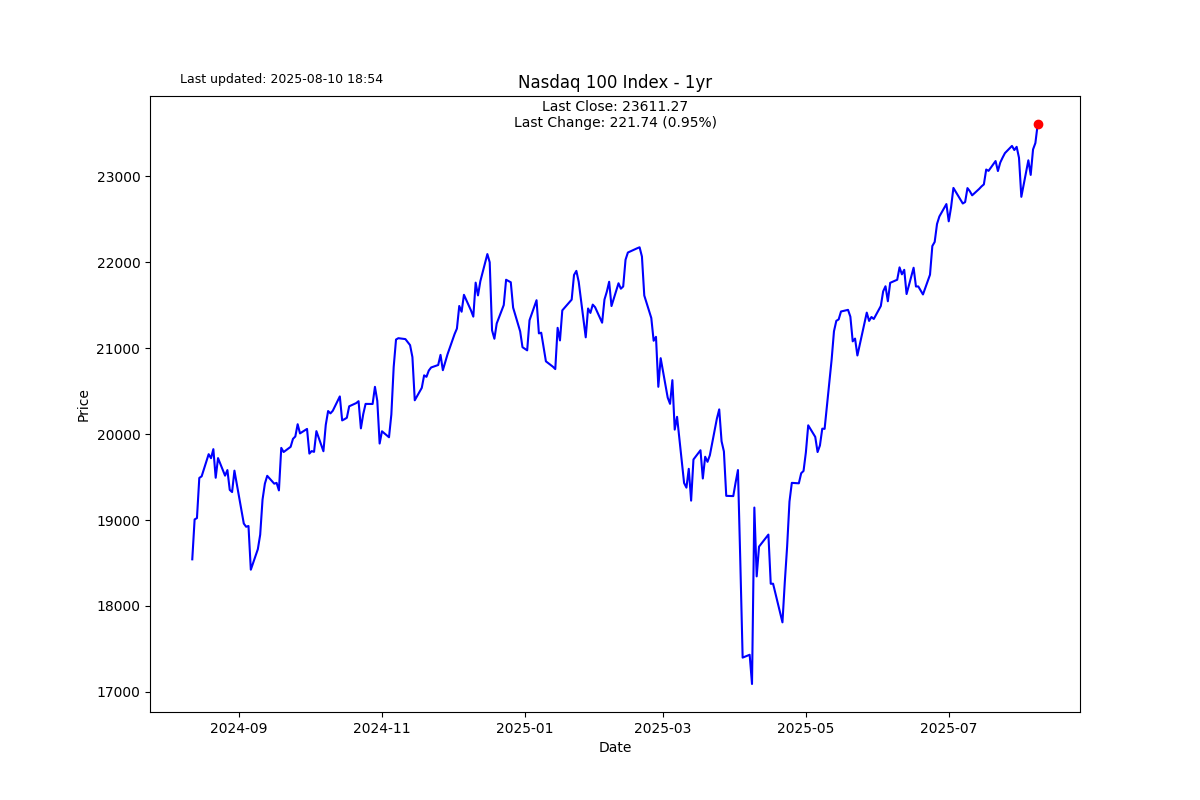 Last updated: 2025-08-10 18:54
Nasdaq 100 Index - 1yr
Last Close: 23611.27
Last Change: 221.74 (0.95%)
Price
23000
22000
21000
20000
19000
18000
17000
2024-09
2024-11
2025-01
2025-03
2025-05
2025-07
Date